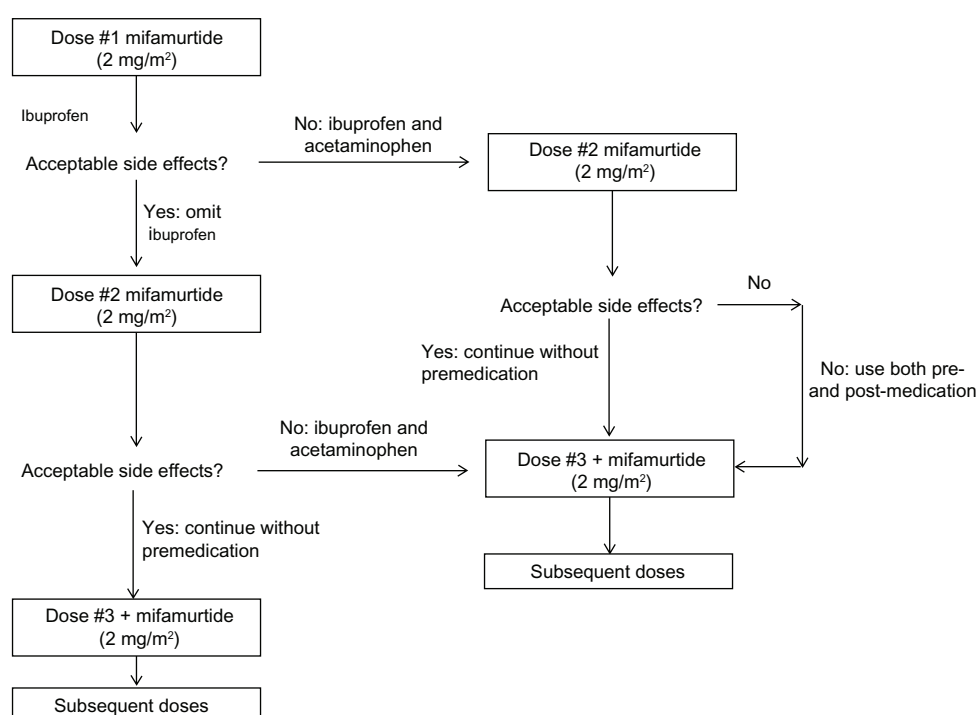 Dose #1 mifamurtide
(2 mg/m²)
Ibuprofen
No: ibuprofen and
acetaminophen
Acceptable side effects?
Dose #2 mifamurtide
(2 mg/m²)
Yes: omit
ibuprofen
Dose #2 mifamurtide
(2 mg/m²)
No
Acceptable side effects?
Yes: continue without
premedication
No: use both pre-
and post-medication
No: ibuprofen and
acetaminophen
Acceptable side effects?
Dose #3 + mifamurtide
(2 mg/m²)
Yes: continue without
premedication
Subsequent doses
Dose #3 + mifamurtide
(2 mg/m²)
Subsequent doses